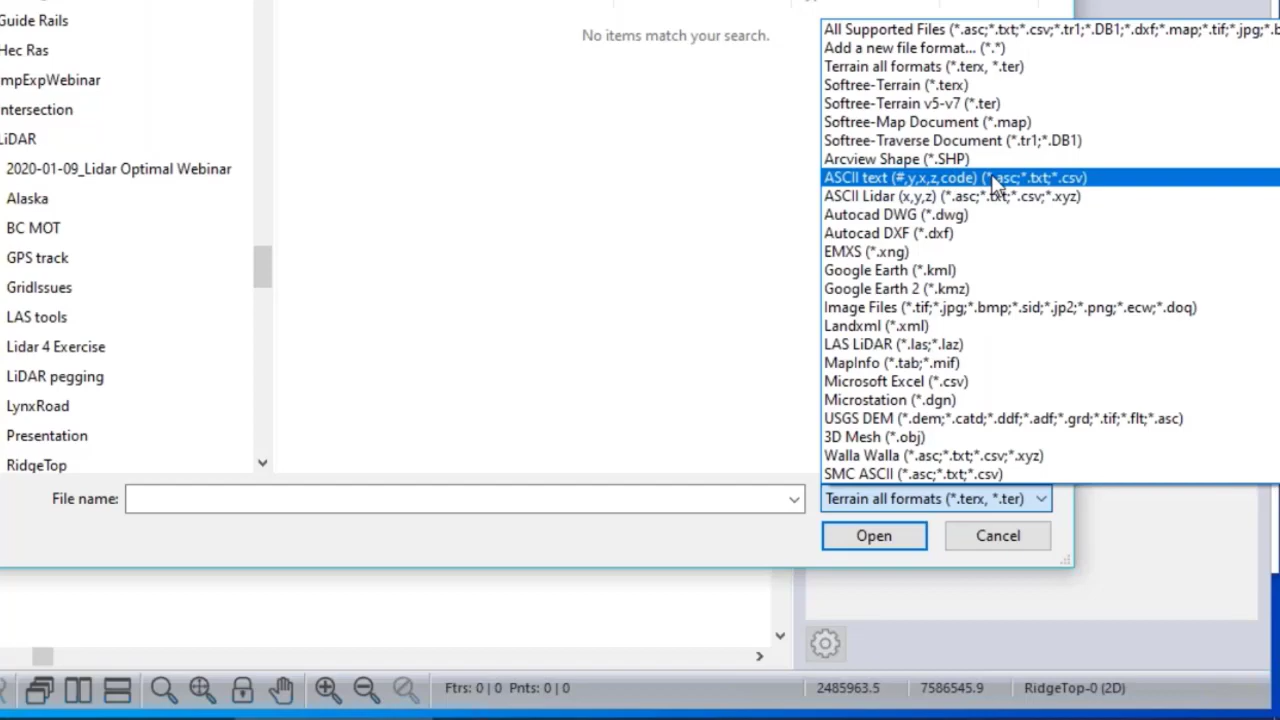 Guide Rails
Hec Ras
mpExpWebinar
ntersection
iDAR
2020-01-09_Lidar Optimal Webinar
Alaska
BC MOT
GPS track
GridIssues
LAS tools
Lidar 4 Exercise
LiDAR pegging
LynxRoad
Presentation
RidgeTop
No items match your search.
All Supported Files (*.asc;*.txt;*.csv;*.tr1;*.DB1;*.dxf;*.map;*.tif;*.jpg;*.b
Add a new file format... (*.*)
Terrain all formats (*.terx, *.ter)
Softree-Terrain (*.terx)
Softree-Terrain v5-v7 (*.ter)
Softree-Map Document (*.map)
Softree-Traverse Document (*.tr1;*.DB1)
Arcview Shape (*.SHP)
ASCII text (#,y,x,z,code) (*.asc;*.txt;*.csv)
ASCII Lidar (x,y,z) (*.asc;*.txt;*.csv;*.xyz)
Autocad DWG (*.dwg)
Autocad DXF (*.dxf)
EMXS (*.xng)
Google Earth (*.kml)
Google Earth 2 (*.kmz)
Image Files (*.tif;*.jpg;*.bmp;*.sid;*.jp2;*.png;*.ecw;*.doq)
Landxml (*.xml)
LAS LiDAR (*.las;*.laz)
MapInfo (*.tab;*.mif)
Microsoft Excel (*.csv)
Microstation (*.dgn)
USGS DEM (*.dem;*.catd;*.ddf;*.adf;*.grd;*.tif;*.flt;*.asc)
3D Mesh (*.obj)
Walla Walla (*.asc;*.txt;*.csv;*.xyz)
SMC ASCII (*.asc;*.txt;*.csv)
File name:
Terrain all formats (*.terx, *.ter)
Open
Cancel
Ftrs: 0 | 0 Pnts: 0 | 0
2485963.5
7586545.9
RidgeTop-0 (2D)